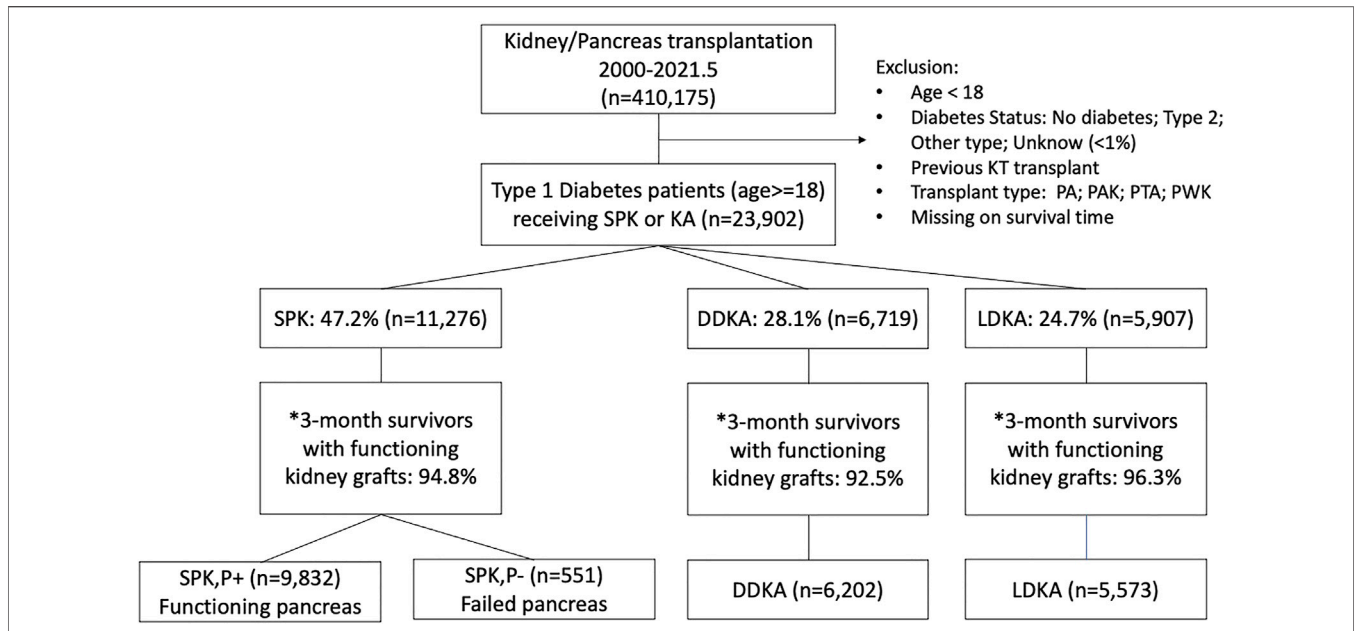 Kidney/Pancreas transplantation
2000-2021.5
(n=410,175)
Exclusion:
• Age < 18
• Diabetes Status: No diabetes; Type 2;
Other type; Unknow (<1%)
• Previous KT transplant
• Transplant type: PA; PAK; PTA; PWK
• Missing on survival time
Type 1 Diabetes patients (age>=18)
receiving SPK or KA (n=23,902)
SPK: 47.2% (n=11,276)
DDKA: 28.1% (n=6,719)
LDKA: 24.7% (n=5,907)
*3-month survivors
with functioning
kidney grafts: 94.8%
*3-month survivors
with functioning
kidney grafts: 92.5%
*3-month survivors
with functioning
kidney grafts: 96.3%
SPK,P+ (n=9,832)
Functioning pancreas
SPK,P- (n=551)
Failed pancreas
DDKA (n=6,202)
LDKA (n=5,573)